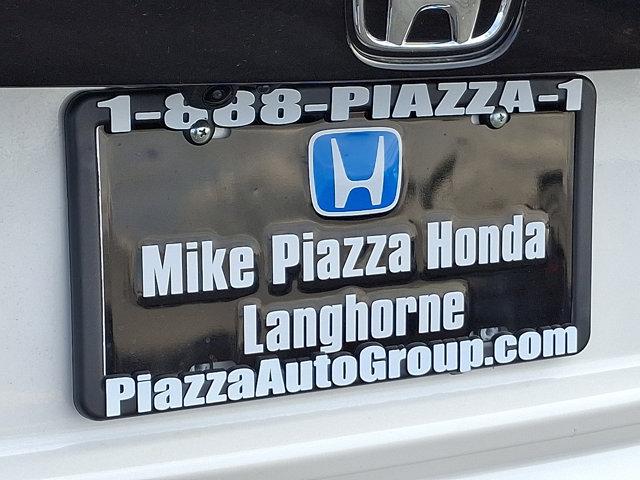 1-888-PIAZZA-1
Mike Piazza Honda
Langhorne
PiazzaAutoGroup.com